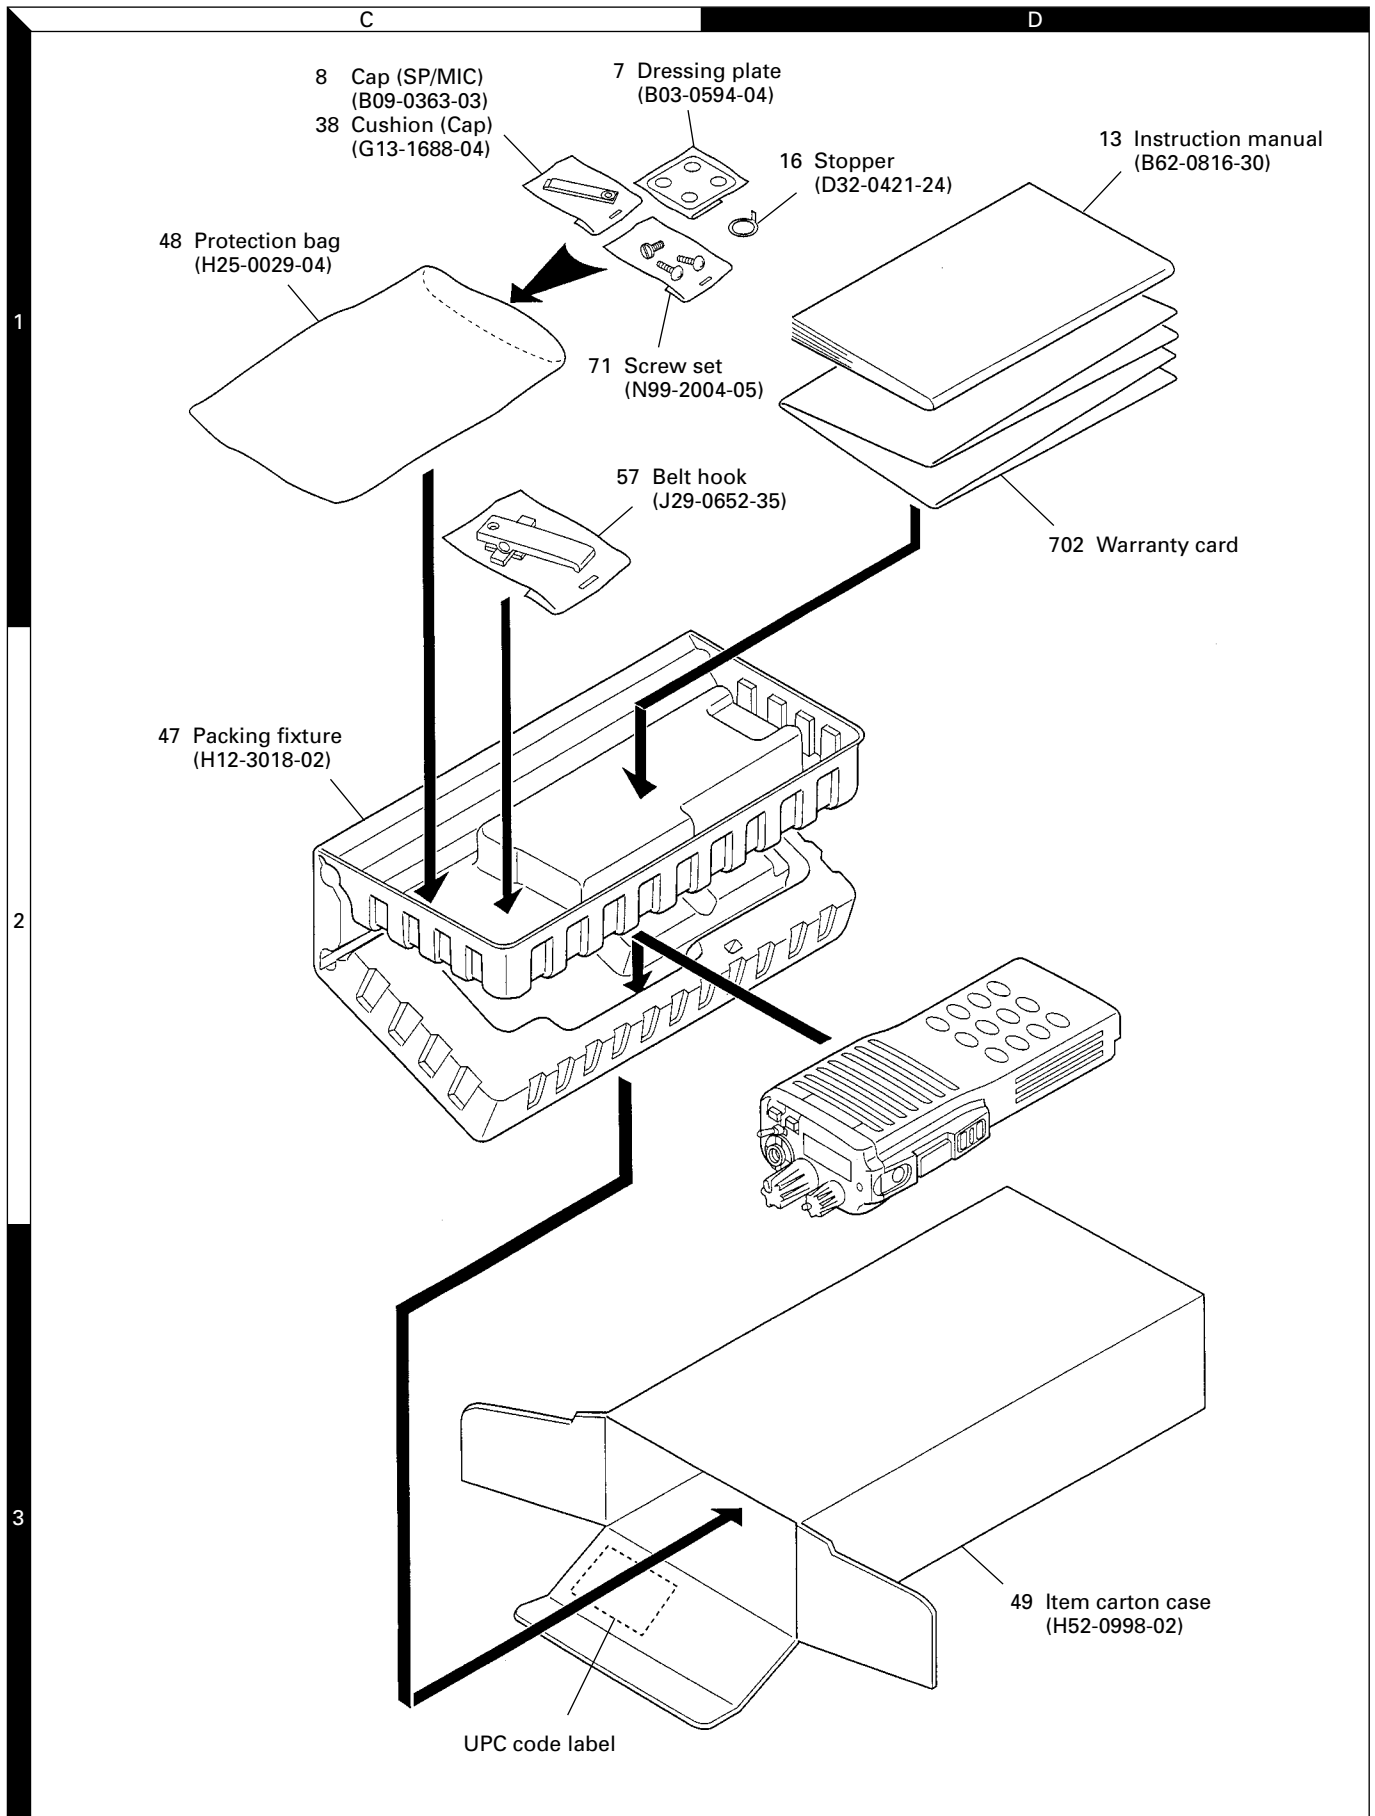 C
D
8 Cap (SP/MIC)
(B09-0363-03)
38 Cushion (Cap)
(G13-1688-04)
7 Dressing plate
(B03-0594-04)
16 Stopper
(D32-0421-24)
13 Instruction manual
(B62-0816-30)
48 Protection bag
(H25-0029-04)
1
71 Screw set
(N99-2004-05)
57 Belt hook
(J29-0652-35)
702 Warranty card
47 Packing fixture
(H12-3018-02)
2
3
49 Item carton case
(H52-0998-02)
UPC code label